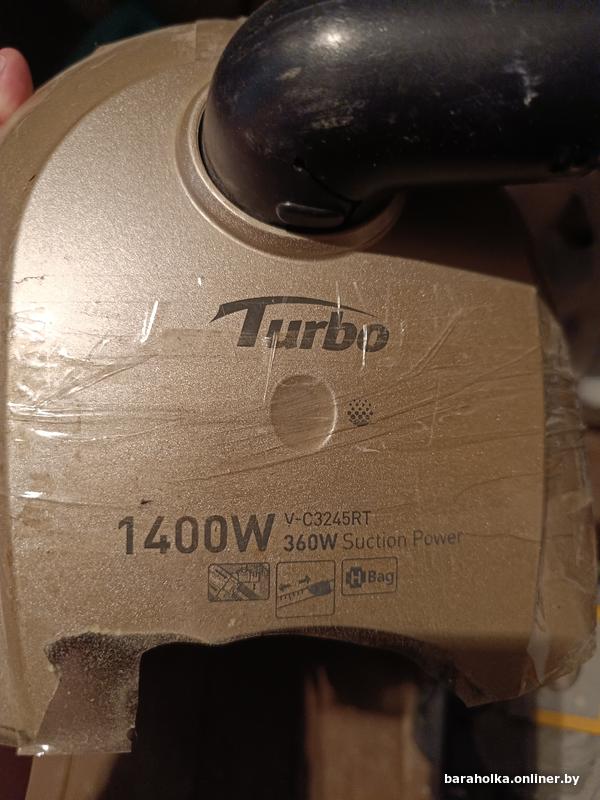 Turbo
1400W
V-C3245RT
360W Suction Power
H Bag
baraholka.onliner.by